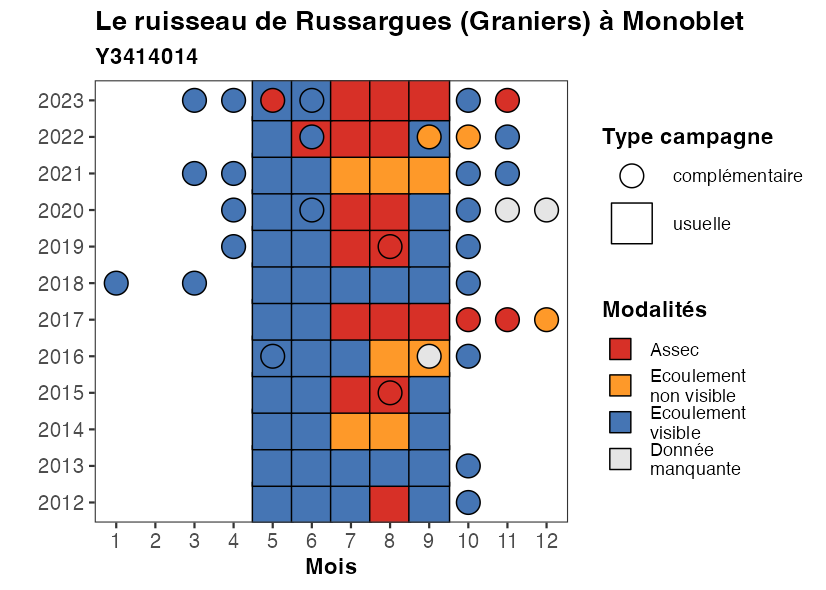 Le ruisseau de Russargues (Graniers) à Monoblet
Y3414014
2023
2022
2021
2020
2019
2018
2017
2016
2015
2014
2013
2012
1 2 3 4 5 6 7 8 9 10 11 12
Mois
Type campagne
complémentaire
usuelle
Modalités
Assec
Ecoulement
non visible
Ecoulement
visible
Donnée
manquante